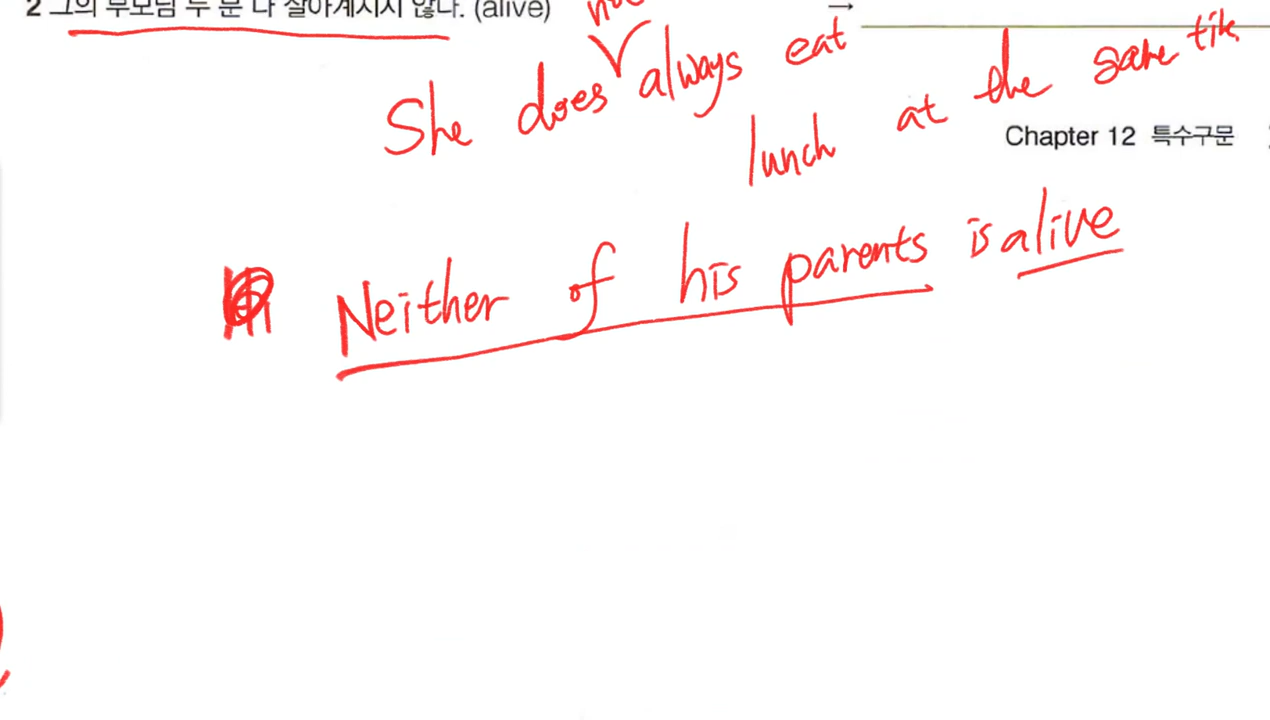 2 그의 부모님 두 분 다 살아계시지 않다. (alive)
→
not
She does always eat
lunch at the same
Chapter 12 특수구문
Neither of his parents is alive